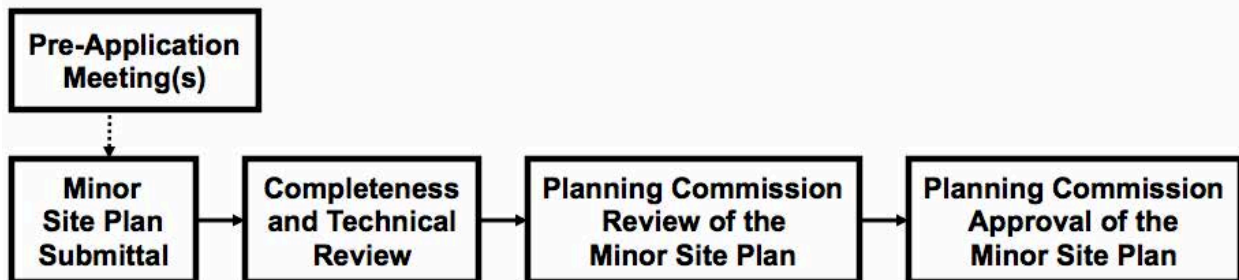 Pre-Application
Meeting(s)
Minor
Site Plan
Submittal
Completeness
and Technical
Review
Planning Commission
Review of the
Minor Site Plan
Planning Commission
Approval of the
Minor Site Plan